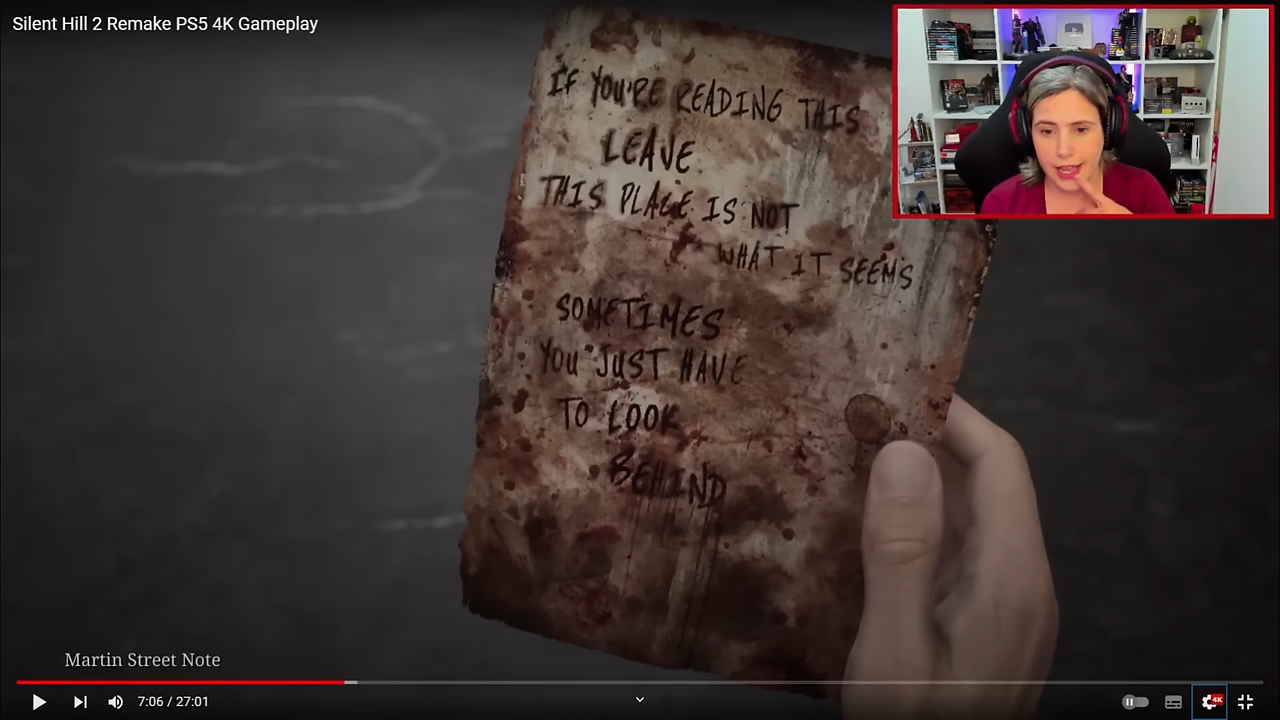 Silent Hill 2 Remake PS5 4K Gameplay
IF YOU'RE READING THIS
LEAVE.
THIS PLACE IS NOT
WHAT IT SEEMS
SOMETIMES
YOU JUST HAVE
TO LOOK
BEHIND
Martin Street Note
7:06 / 27:01
4K